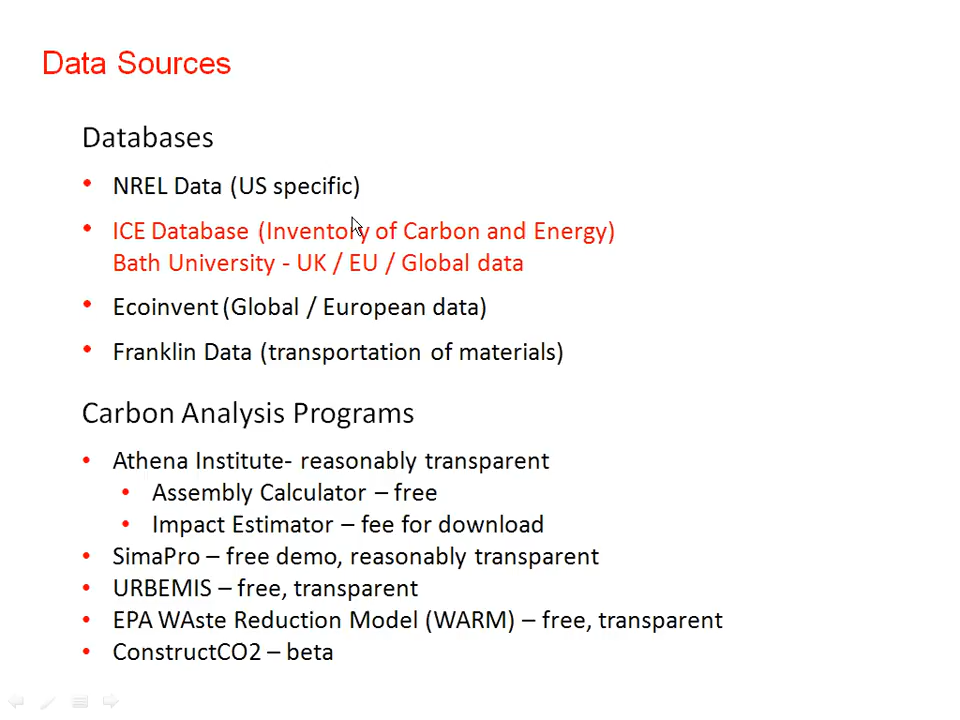 Data Sources
Databases
• NREL Data (US specific)
• ICE Database (Inventory of Carbon and Energy)
Bath University - UK / EU / Global data
• Ecoinvent (Global / European data)
• Franklin Data (transportation of materials)
Carbon Analysis Programs
• Athena Institute- reasonably transparent
• Assembly Calculator – free
• Impact Estimator – fee for download
• SimaPro – free demo, reasonably transparent
• URBEMIS – free, transparent
• EPA WAste Reduction Model (WARM) – free, transparent
• ConstructCO2 – beta